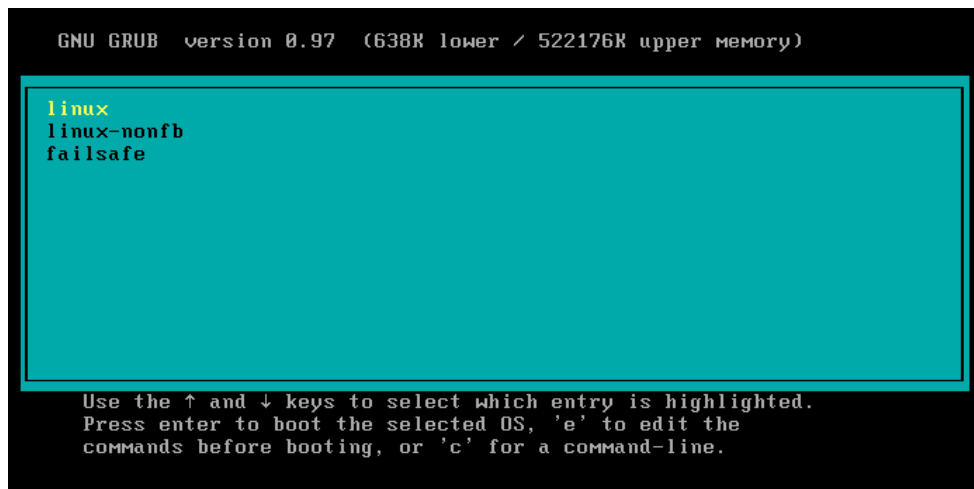 GNU GRUB  version 0.97  (638K lower / 522176K upper memory)
linux
linux-nonfb
failsafe
Use the ↑ and ↓ keys to select which entry is highlighted.
Press enter to boot the selected OS, 'e' to edit the
commands before booting, or 'c' for a command-line.